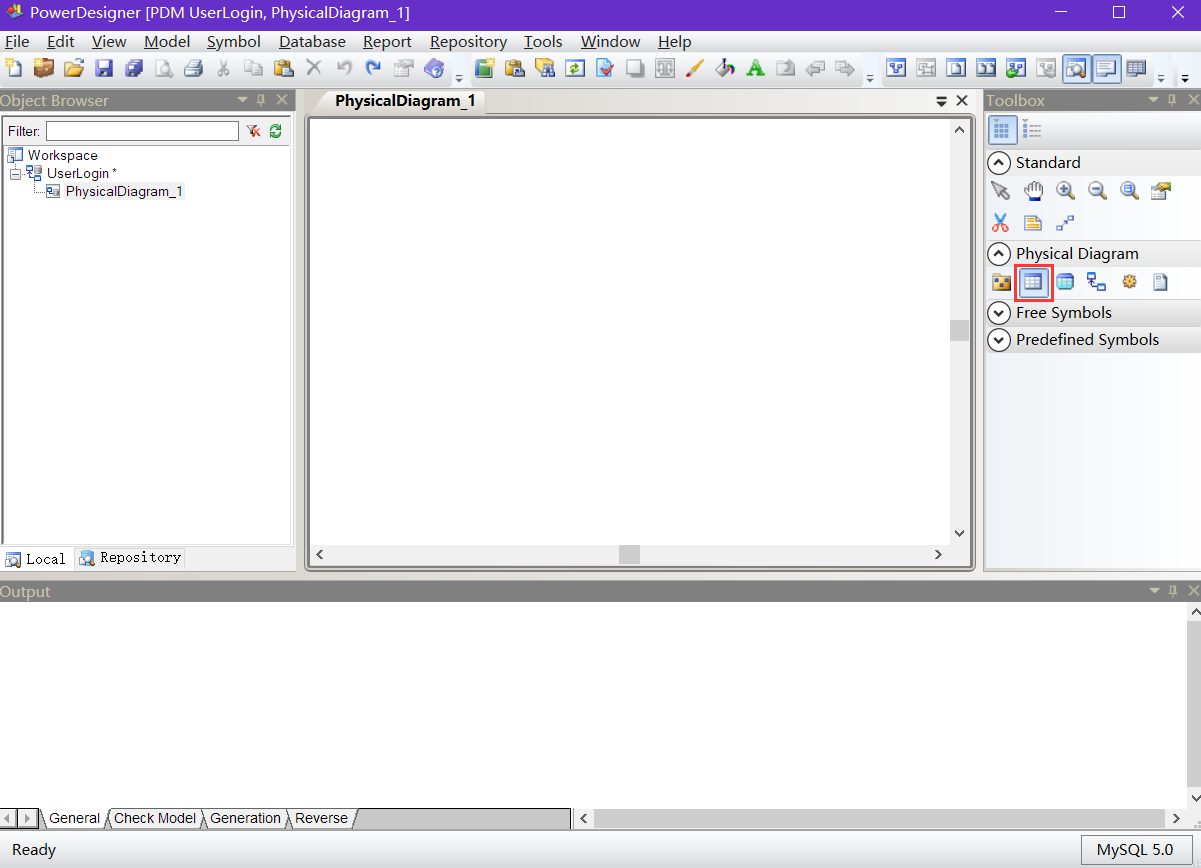 PowerDesigner [PDM UserLogin, PhysicalDiagram_1]
File Edit View Model Symbol Database Report Repository Tools Window Help
Object Browser
PhysicalDiagram_1
Toolbox
Filter:
Workspace
UserLogin *
PhysicalDiagram_1
Standard
Physical Diagram
Free Symbols
Predefined Symbols
Local Repository
Output
General Check Model Generation Reverse
Ready
MySQL 5.0